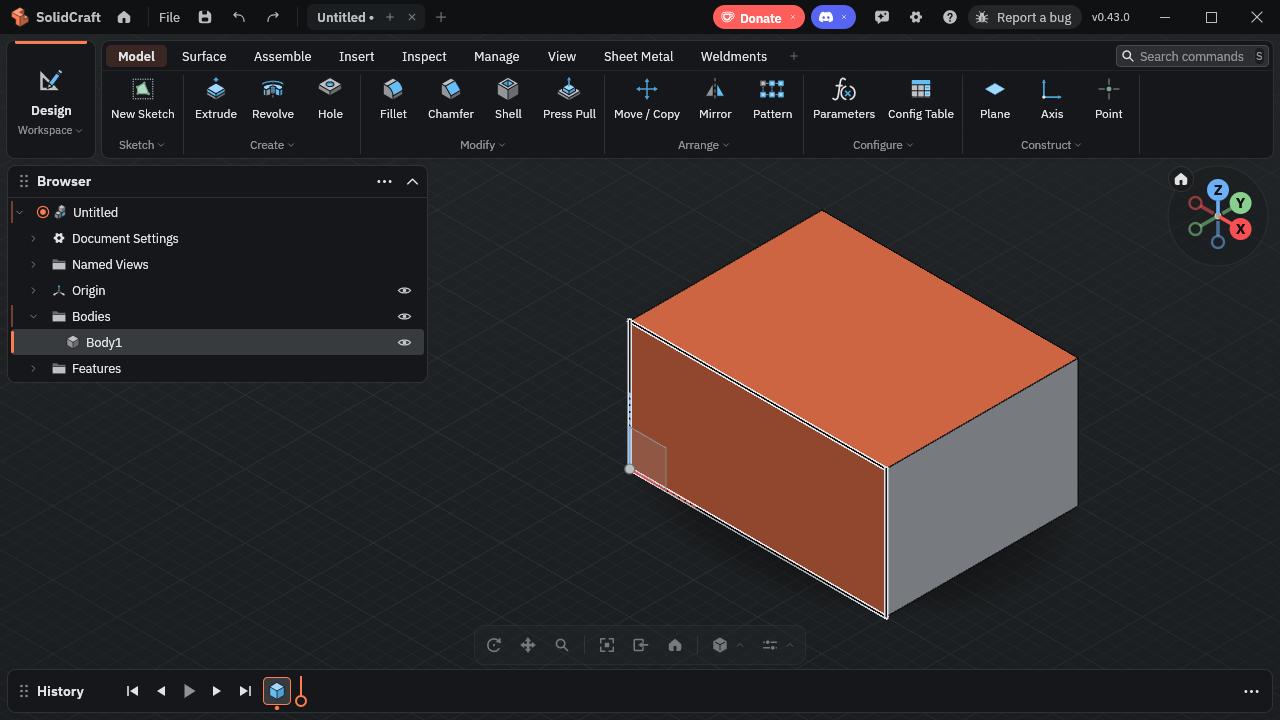 SolidCraft File Untitled • Donate Report a bug v0.43.0
Model Surface Assemble Insert Inspect Manage View Sheet Metal Weldments Search commands S
Design
Workspace
New Sketch Extrude Revolve Hole Fillet Chamfer Shell Press Pull Move / Copy Mirror Pattern Parameters Config Table Plane Axis Point
Sketch Create Modify Arrange Configure Construct
Browser
Untitled
Document Settings
Named Views
Origin
Bodies
Body1
Features
Z
Y
X
History